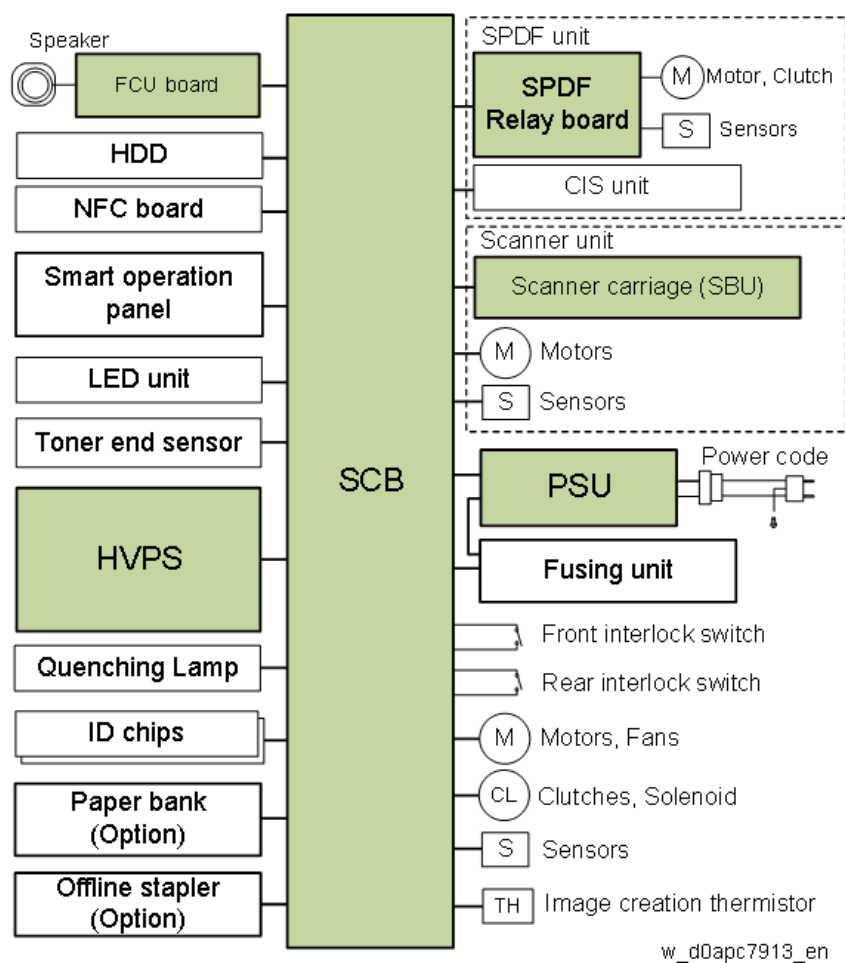 Speaker
FCU board
HDD
NFC board
Smart operation
panel
LED unit
Toner end sensor
HVPS
Quenching Lamp
ID chips
Paper bank
(Option)
Offline stapler
(Option)
SCB
SPDF unit
SPDF
Relay board
M
Motor, Clutch
S
Sensors
CIS unit
Scanner unit
Scanner carriage (SBU)
M
Motors
S
Sensors
PSU
Power code
Fusing unit
Front interlock switch
Rear interlock switch
M
Motors, Fans
CL
Clutches, Solenoid
S
Sensors
TH
Image creation thermistor
w_d0apc7913_en